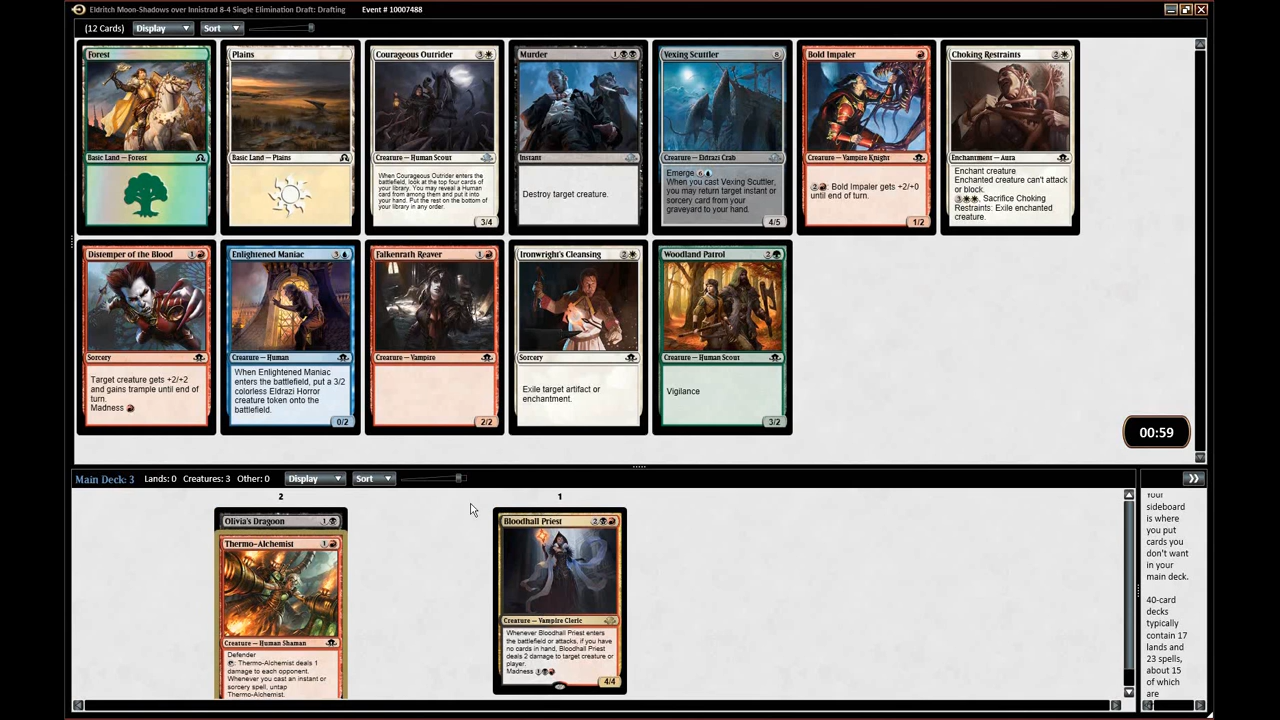 Eldritch Moon-Shadows over Innistrad 8-4 Single Elimination Draft: Drafting Event # 10007488
(12 Cards) Display Sort
Forest
Basic Land — Forest
Plains
Basic Land — Plains
Courageous Outrider 3
Creature — Human Scout
When Courageous Outrider enters the
battlefield, look at the top four cards of
your library. You may reveal a Human
card from among them and put it into
your hand. Put the rest on the bottom
of your library in any order.
3/4
Murder 1
Instant
Destroy target creature.
Vexing Scuttler 8
Creature — Eldrazi Crab
Emerge 6
When you cast Vexing Scuttler,
you may return target instant or
sorcery card from your
graveyard to your hand.
4/5
Bold Impaler
Creature — Vampire Knight
2 : Bold Impaler gets +2/+0
until end of turn.
1/2
Choking Restraints 2
Enchantment — Aura
Enchant creature
Enchanted creature can't attack
or block.
3 , Sacrifice Choking
Restraints: Exile enchanted
creature.
Distemper of the Blood 1
Sorcery
Target creature gets +2/+2
and gains trample until end of
turn.
Madness
Enlightened Maniac 3
Creature — Human
When Enlightened Maniac
enters the battlefield, put a 3/2
colorless Eldrazi Horror
creature token onto the
battlefield.
0/2
Falkenrath Reaver 1
Creature — Vampire
2/2
Ironwright's Cleansing 2
Sorcery
Exile target artifact or
enchantment.
Woodland Patrol 2
Creature — Human Scout
Vigilance
3/2
00:59
Main Deck: 3 Lands: 0 Creatures: 3 Other: 0 Display Sort
2
Olivia's Dragoon 1
Thermo-Alchemist 1
Creature — Human Shaman
Defender
: Thermo-Alchemist deals 1
damage to each opponent.
Whenever you cast an instant or
sorcery spell, untap
Thermo-Alchemist.
1
Bloodhall Priest 2
Creature — Vampire Cleric
Whenever Bloodhall Priest enters
the battlefield or attacks, if you have
no cards in hand, Bloodhall Priest
deals 2 damage to target creature or
player.
Madness 1
4/4
Your
sideboard
is where
you put
cards you
don't want
in your
main deck.
40-card
decks
typically
contain 17
lands and
23 spells,
about 15
of which
are